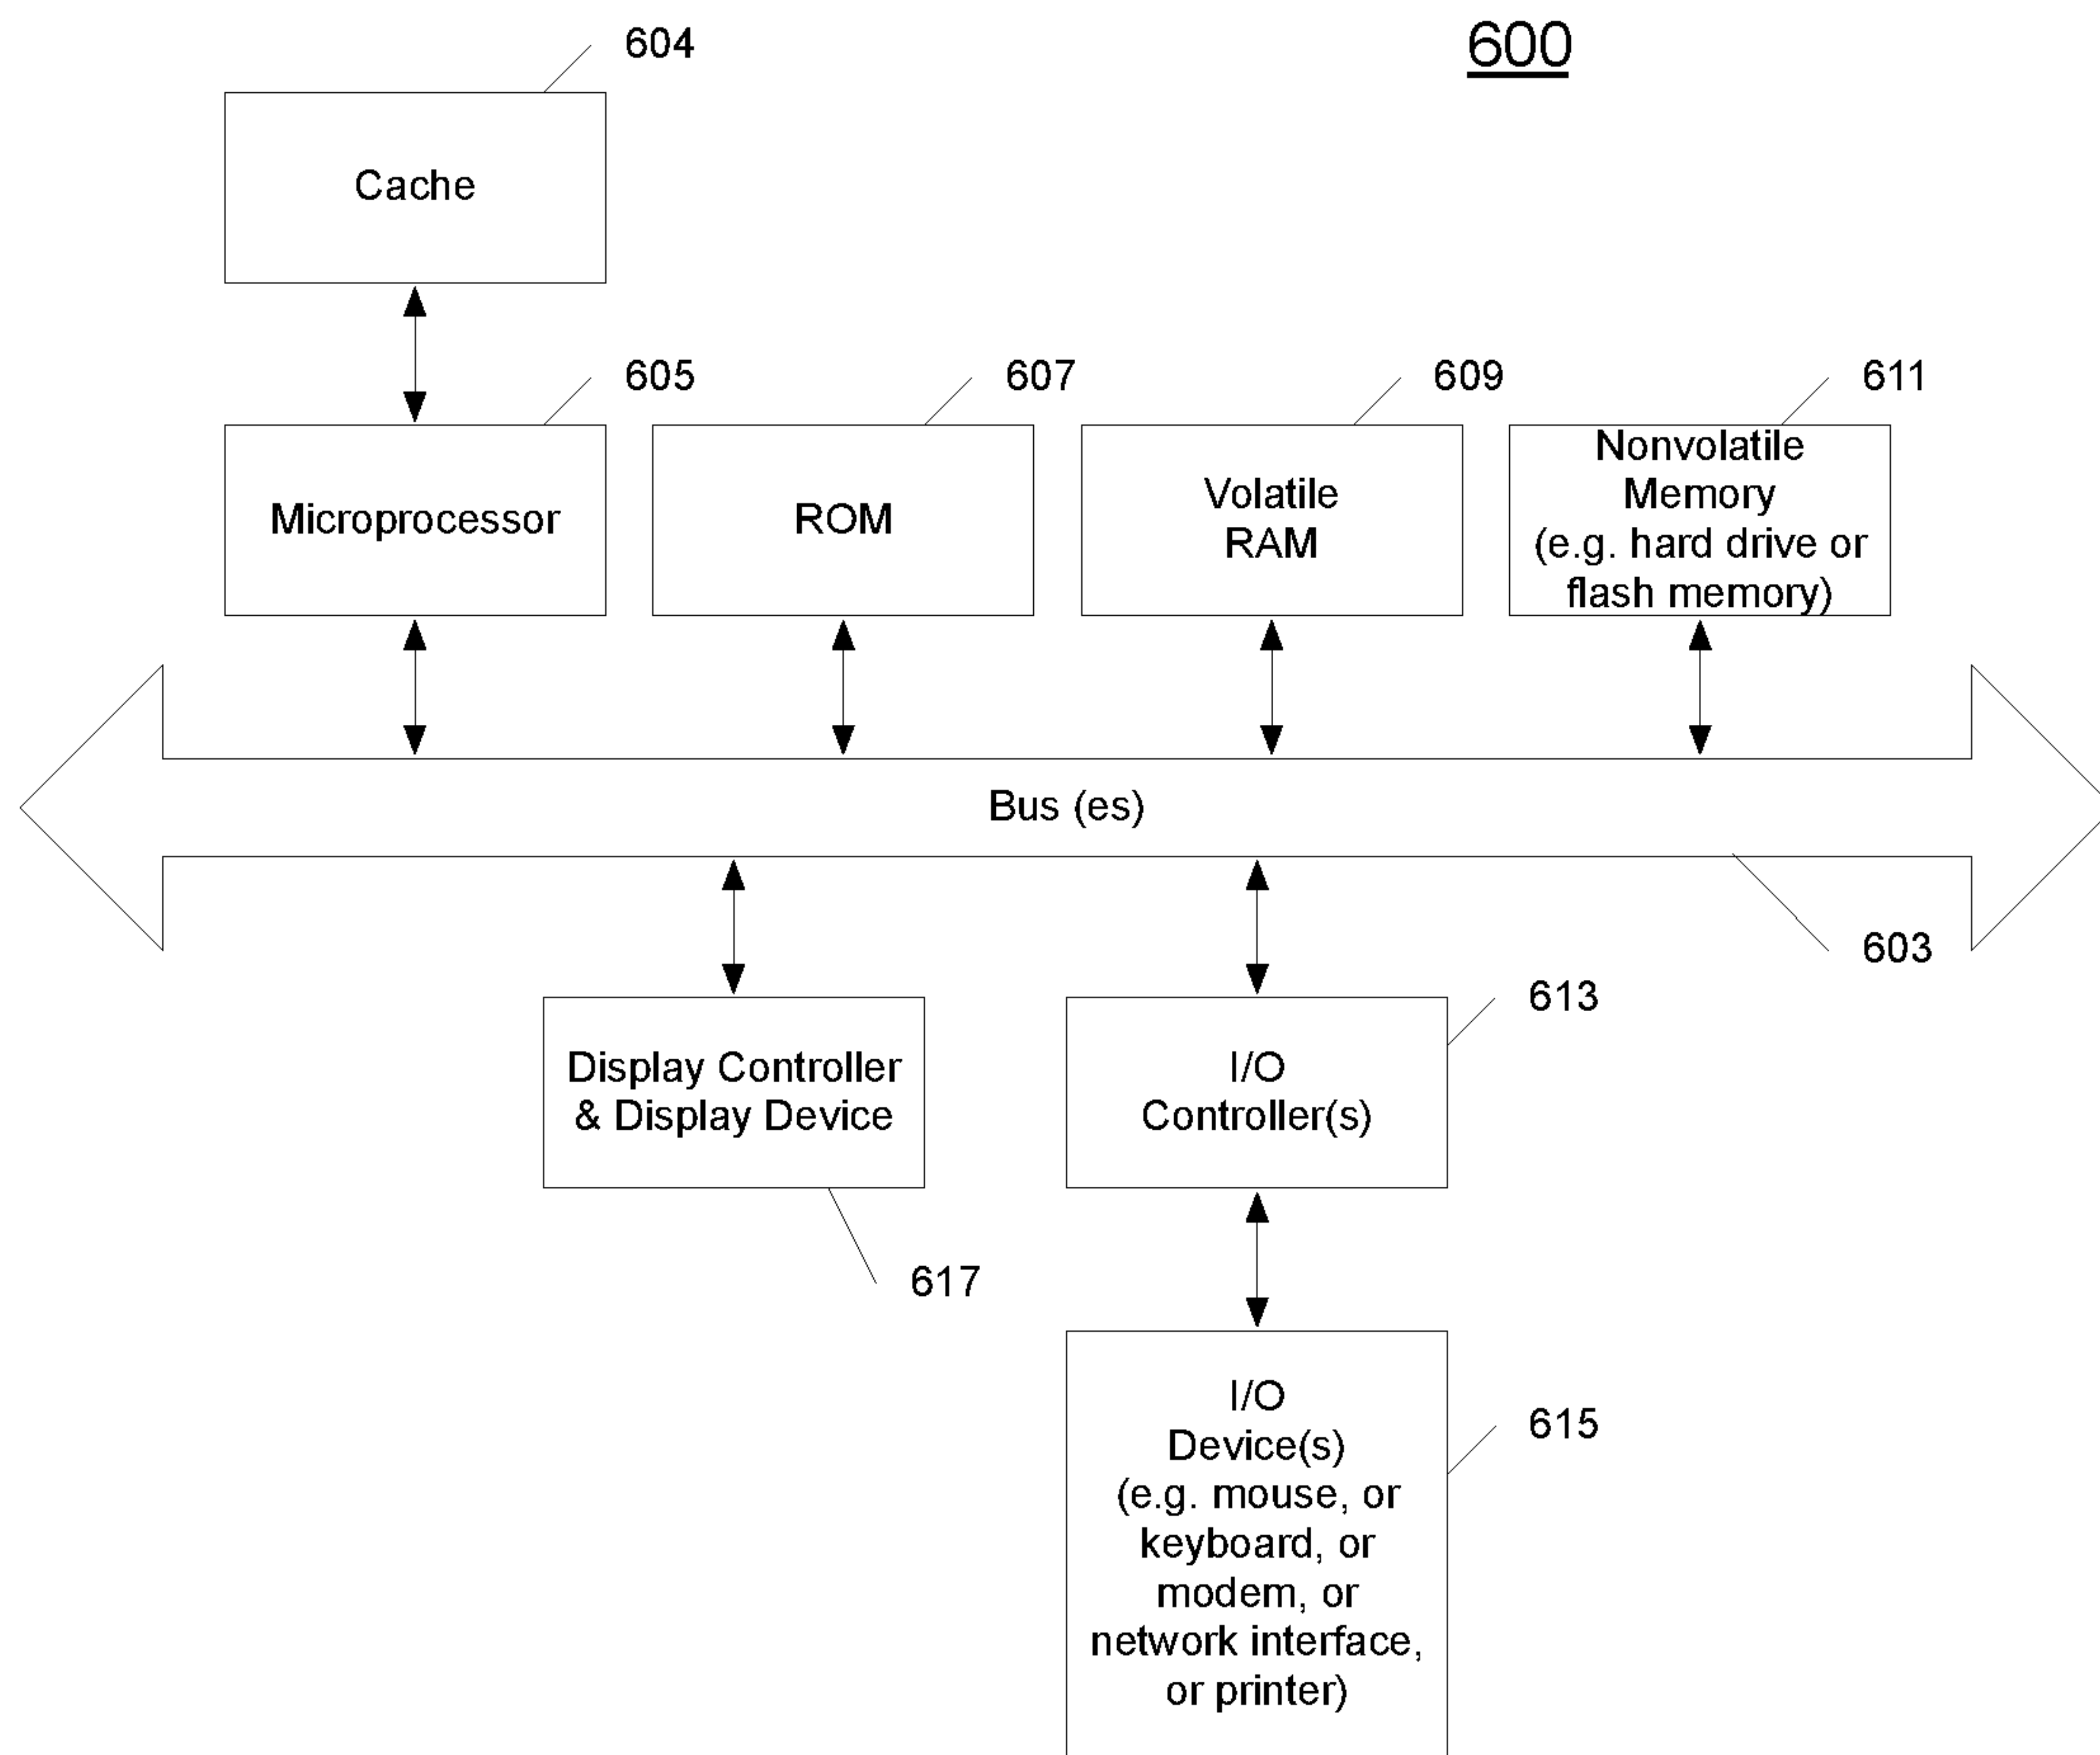 604
600
Cache
605
607
609
611
Microprocessor
ROM
Volatile
RAM
Nonvolatile
Memory
(e.g. hard drive or
flash memory)
Bus (es)
603
Display Controller
& Display Device
617
I/O
Controller(s)
613
I/O
Device(s)
(e.g. mouse, or
keyboard, or
modem, or
network interface,
or printer)
615